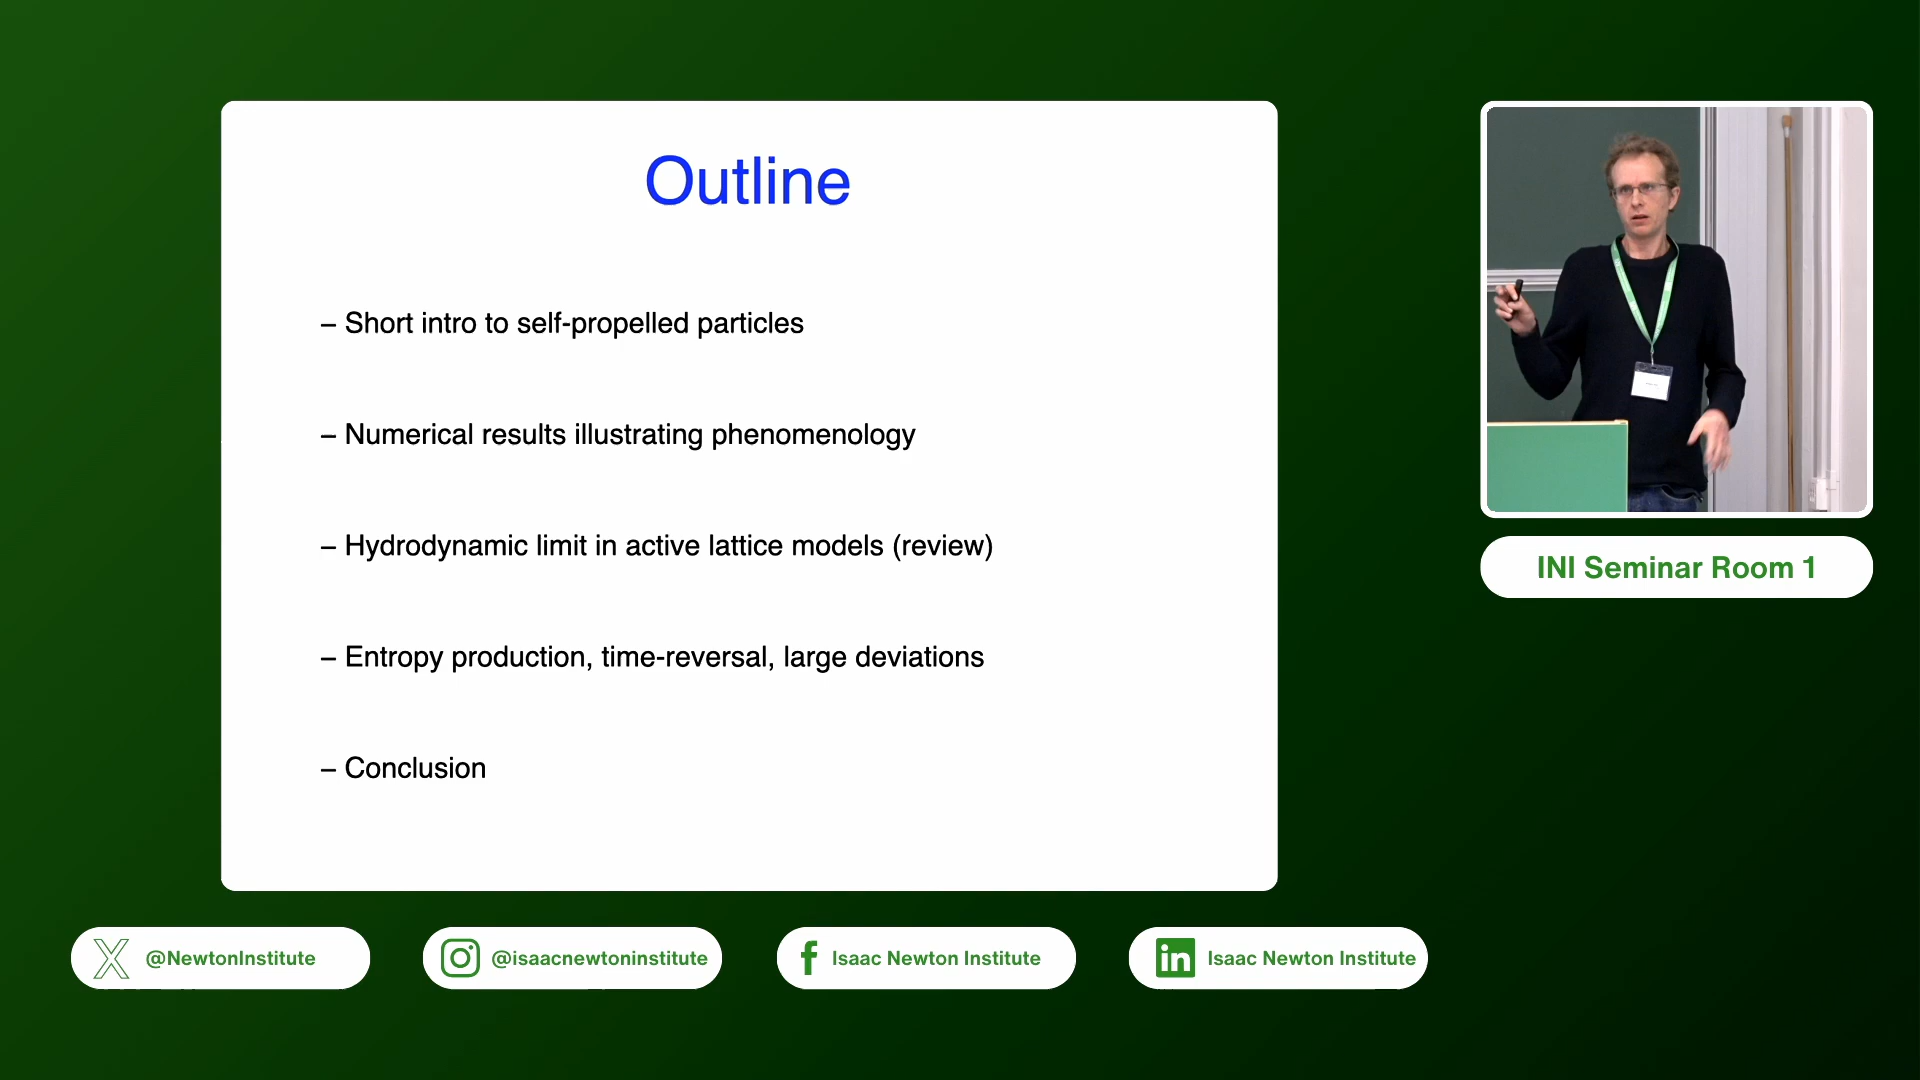 Outline
– Short intro to self-propelled particles
– Numerical results illustrating phenomenology
– Hydrodynamic limit in active lattice models (review)
– Entropy production, time-reversal, large deviations
– Conclusion
INI Seminar Room 1
@NewtonInstitute
@isaacnewtoninstitute
Isaac Newton Institute
Isaac Newton Institute